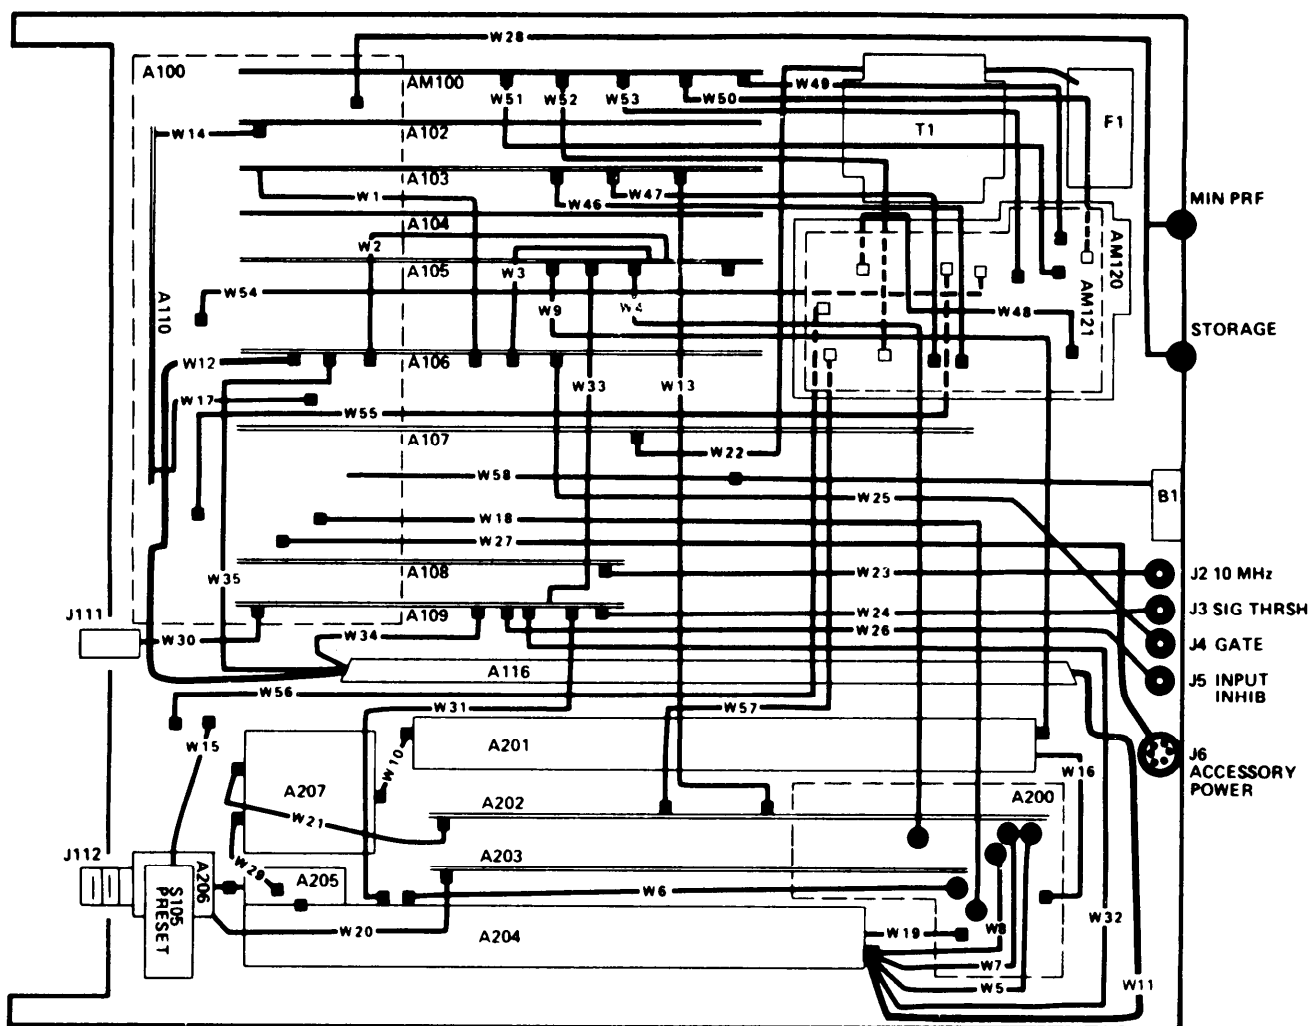 W28
A100
AM100
W51
W52
W53
W50
W49
F1
T1
W14
A102
A103
W1
W47
W46
MIN PRF
A104
W2
W3
A105
AM120
AM121
W54
A110
W9
W4
W48
STORAGE
W12
A106
W33
W13
W17
W55
A107
W22
W58
W25
B1
W18
W27
W35
A108
W23
J2 10 MHz
J111
A109
W24
J3 SIG THRSH
W30
W34
W26
J4 GATE
A116
J5 INPUT
INHIB
W56
W31
W57
W15
W10
A201
J6
ACCESSORY
POWER
W16
A207
A202
A200
W21
J112
A203
A206
S105
PRESET
W29
A205
W6
W32
W20
A204
W19
W8
W7
W5
W11